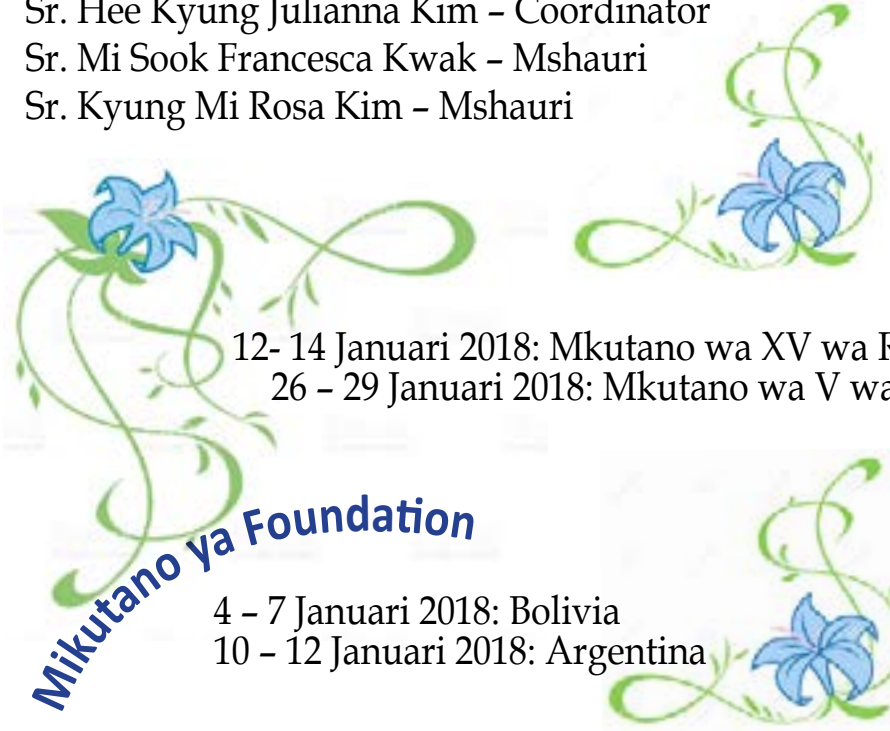 Sr. Hee Kyung Julianna Kim – Coordinator
Sr. Mi Sook Francesca Kwak – Mshauri
Sr. Kyung Mi Rosa Kim – Mshauri
12- 14 Januari 2018: Mkutano wa XV wa
26 – 29 Januari 2018: Mkutano wa V wa
Mikutano ya Foundation
4 – 7 Januari 2018: Bolivia
10 – 12 Januari 2018: Argentina